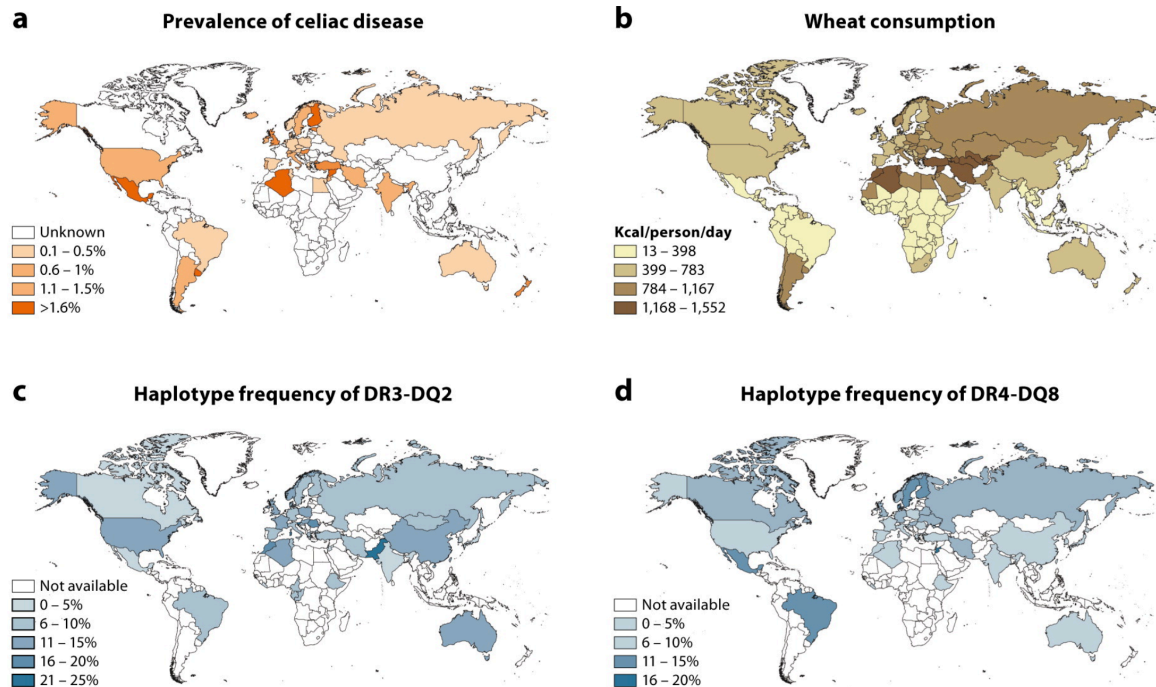 a Prevalence of celiac disease
Unknown
0.1 – 0.5%
0.6 – 1%
1.1 – 1.5%
>1.6%
b Wheat consumption
Kcal/person/day
13 – 398
399 – 783
784 – 1,167
1,168 – 1,552
c Haplotype frequency of DR3-DQ2
Not available
0 – 5%
6 – 10%
11 – 15%
16 – 20%
21 – 25%
d Haplotype frequency of DR4-DQ8
Not available
0 – 5%
6 – 10%
11 – 15%
16 – 20%